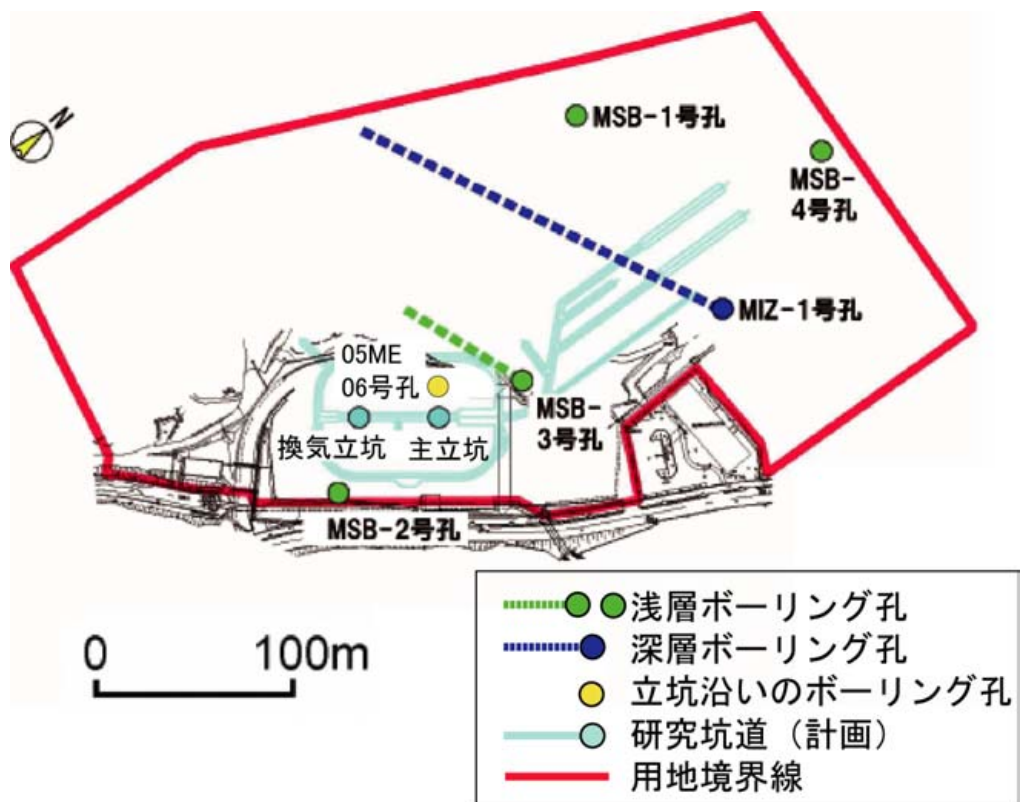 N
MSB-1号孔
MSB-
4号孔
MIZ-1号孔
05ME
06号孔
MSB-
3号孔
換気立坑
主立坑
MSB-2号孔
0 100m
浅層ボーリング孔
深層ボーリング孔
立坑沿いのボーリング孔
研究坑道（計画）
用地境界線